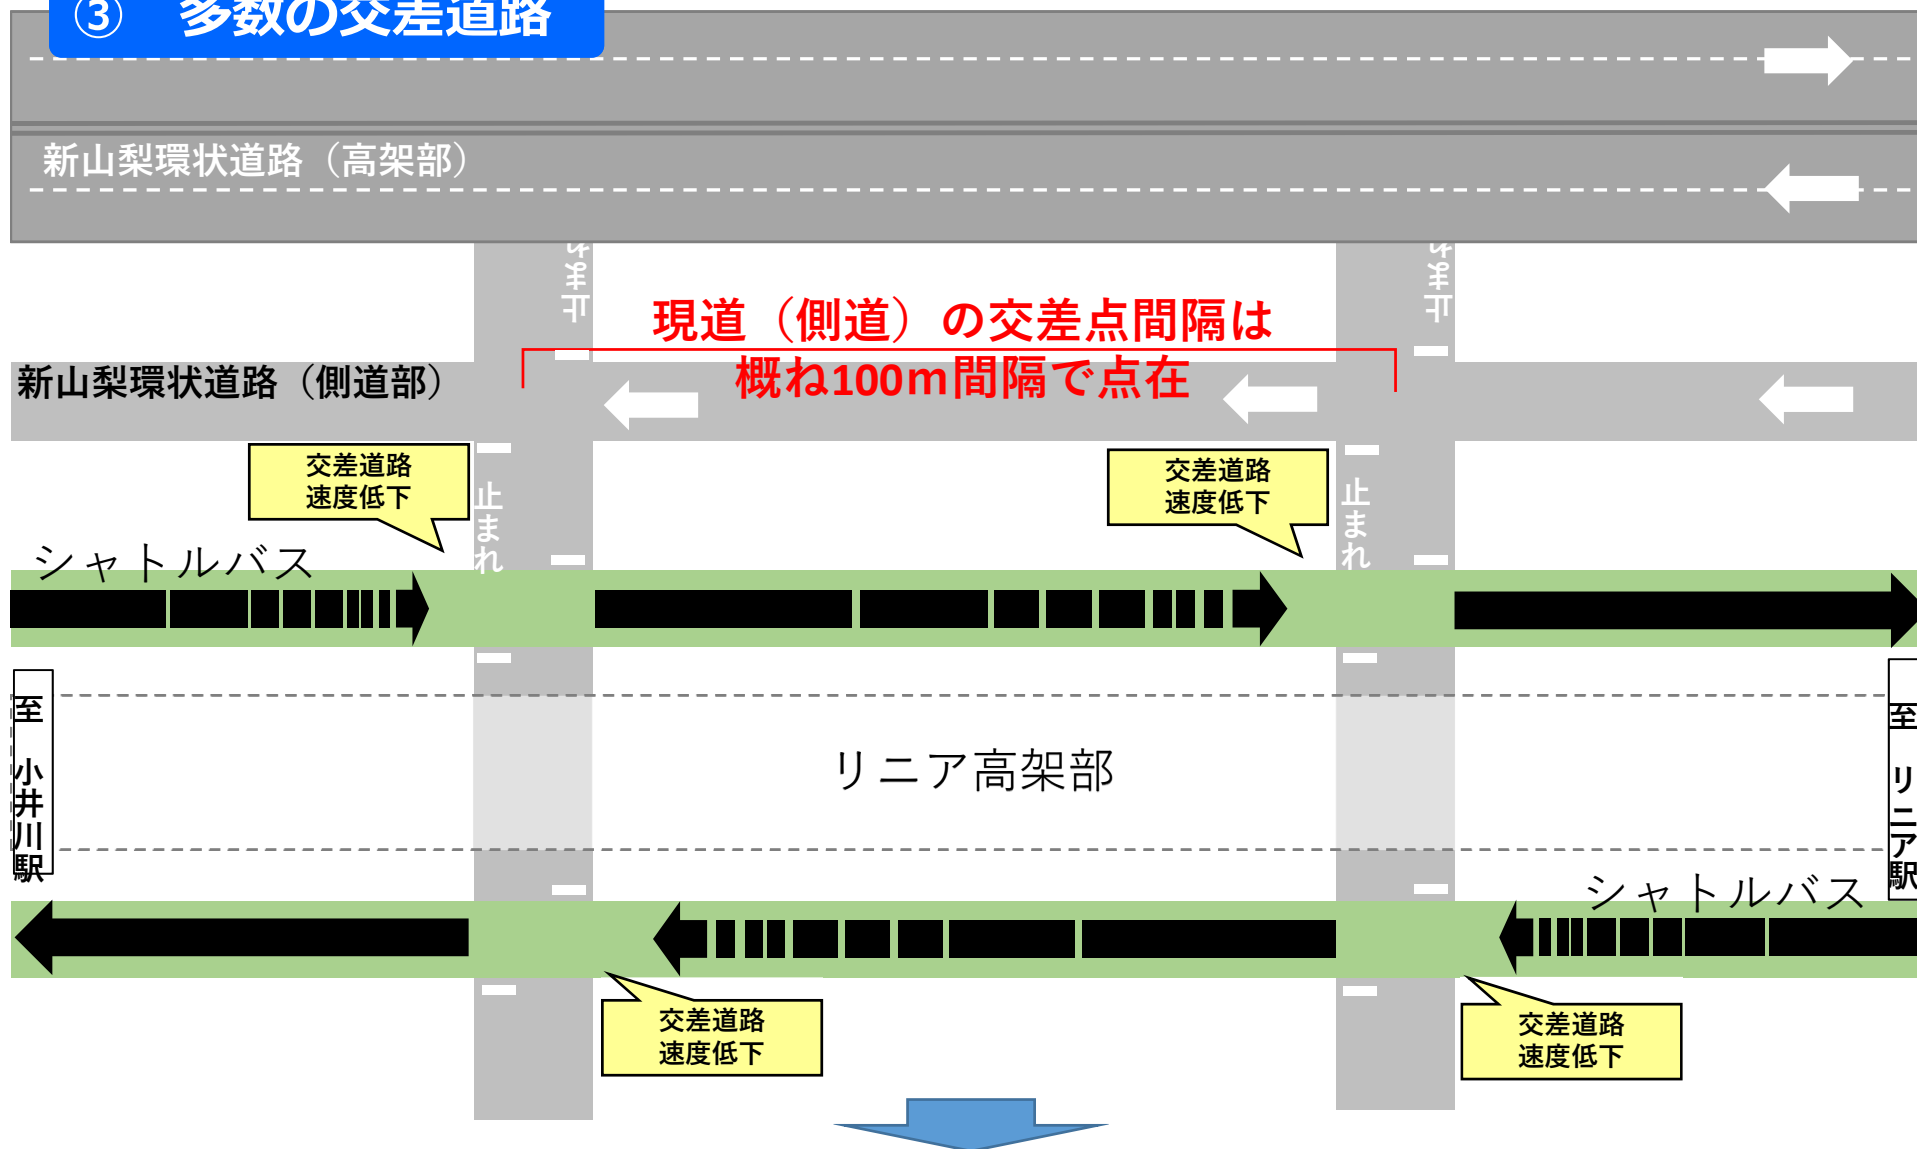 ③ 多数の交差道路
新山梨環状道路（高架部）
止まれ
止まれ
現道（側道）の交差点間隔は
概ね100ｍ間隔で点在
新山梨環状道路（側道部）
交差道路
速度低下
交差道路
速度低下
止まれ
止まれ
シャトルバス
至 小井川駅
リニア高架部
至 リニア駅
シャトルバス
交差道路
速度低下
交差道路
速度低下